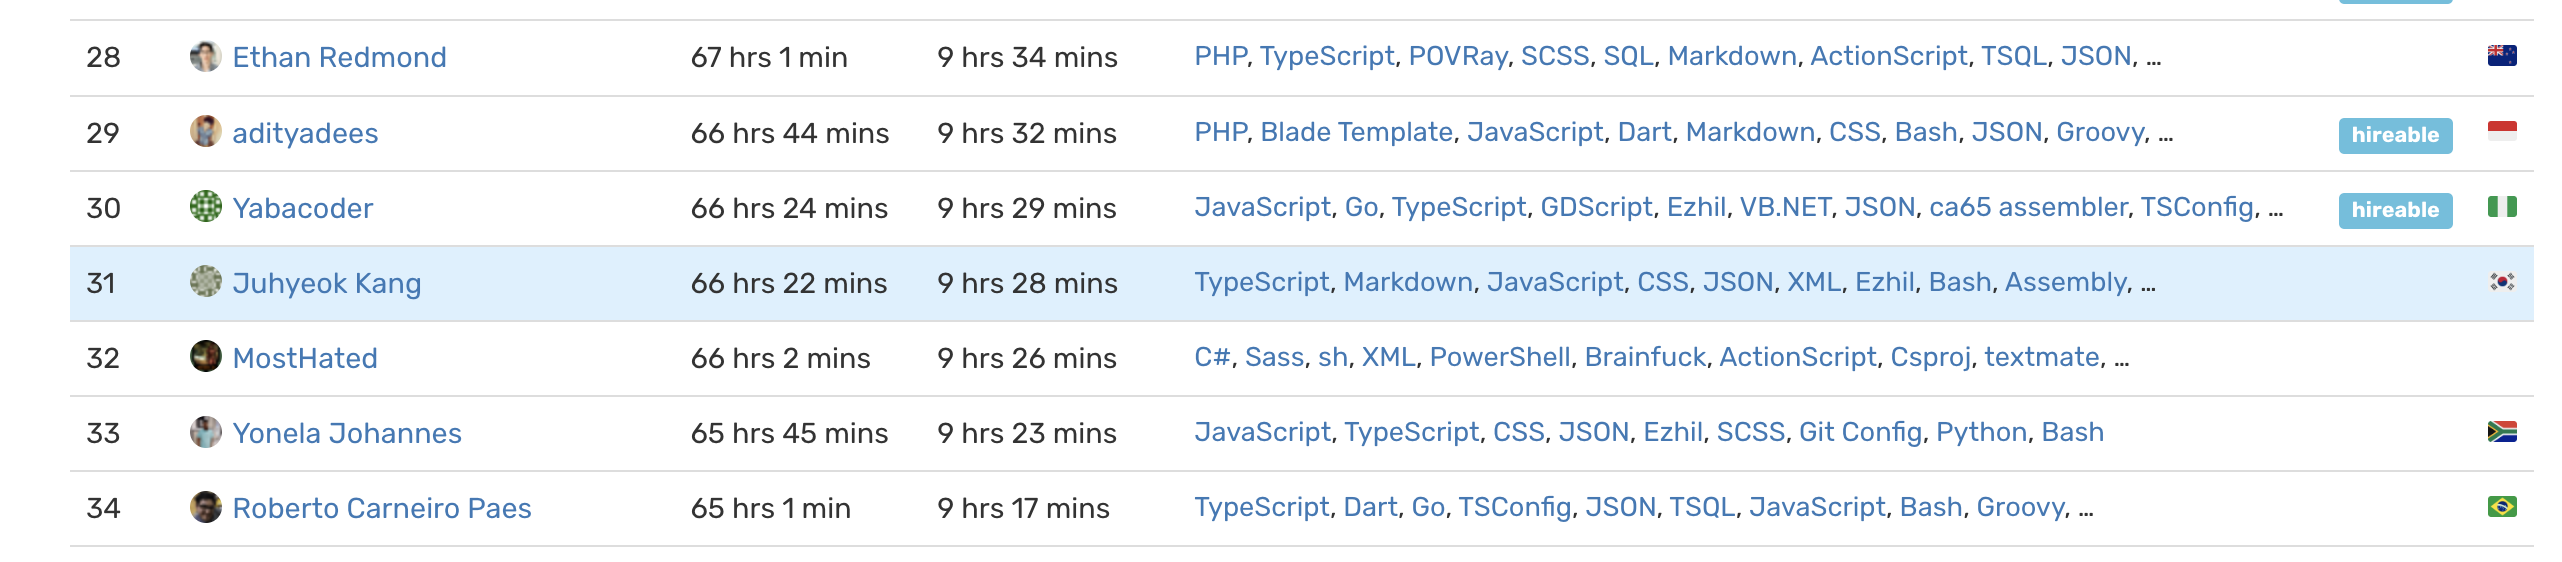 28 Ethan Redmond 67 hrs 1 min 9 hrs 34 mins PHP, TypeScript, POVRay, SCSS, SQL, Markdown, ActionScript, TSQL, JSON, …
29 adityadees 66 hrs 44 mins 9 hrs 32 mins PHP, Blade Template, JavaScript, Dart, Markdown, CSS, Bash, JSON, Groovy, … hireable
30 Yabacoder 66 hrs 24 mins 9 hrs 29 mins JavaScript, Go, TypeScript, GDScript, Ezhil, VB.NET, JSON, ca65 assembler, TSConfig, … hireable
31 Juhyeok Kang 66 hrs 22 mins 9 hrs 28 mins TypeScript, Markdown, JavaScript, CSS, JSON, XML, Ezhil, Bash, Assembly, …
32 MostHated 66 hrs 2 mins 9 hrs 26 mins C#, Sass, sh, XML, PowerShell, Brainfuck, ActionScript, Csproj, textmate, …
33 Yonela Johannes 65 hrs 45 mins 9 hrs 23 mins JavaScript, TypeScript, CSS, JSON, Ezhil, SCSS, Git Config, Python, Bash
34 Roberto Carneiro Paes 65 hrs 1 min 9 hrs 17 mins TypeScript, Dart, Go, TSConfig, JSON, TSQL, JavaScript, Bash, Groovy, …